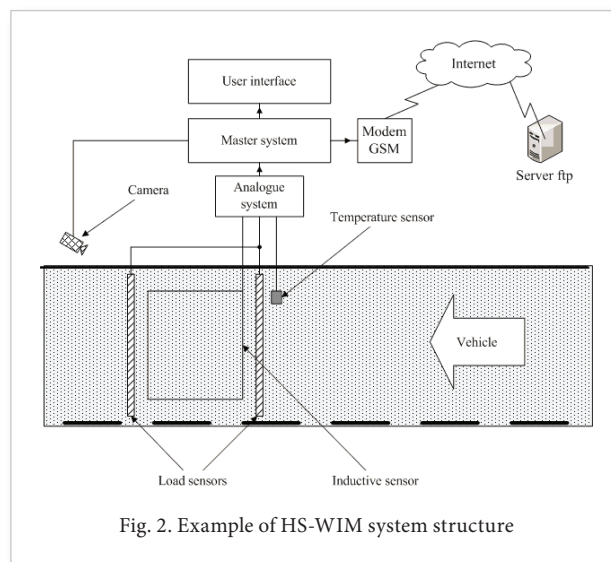 Internet
User interface
Master system
Modem
GSM
Server ftp
Analogue
system
Camera
Temperature sensor
Vehicle
Load sensors
Inductive sensor
Fig. 2. Example of HS-WIM system structure